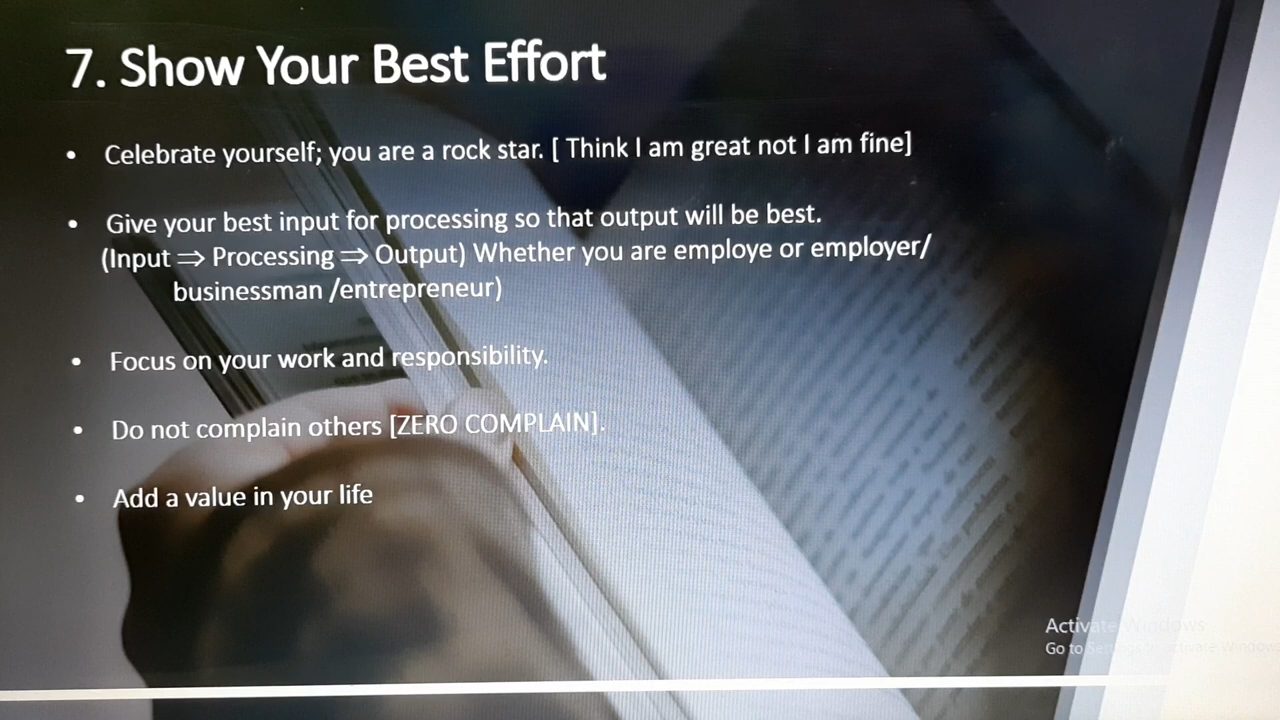 7. Show Your Best Effort
• Celebrate yourself; you are a rock star. [ Think I am great not I am fine]
• Give your best input for processing so that output will be best.
(Input ⇒ Processing ⇒ Output) Whether you are employe or employer/
businessman /entrepreneur)
• Focus on your work and responsibility.
• Do not complain others [ZERO COMPLAIN].
• Add a value in your life
Activate Windows
Go to Settings to activate Windows